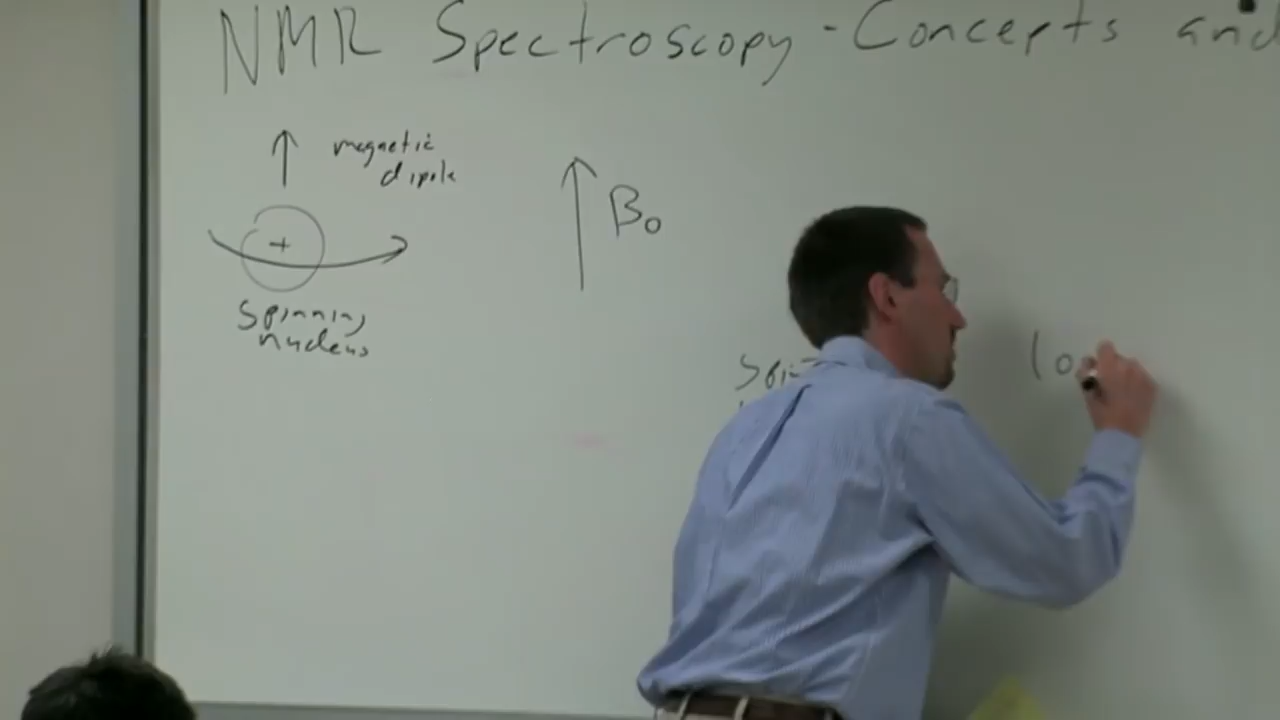 NMR Spectroscopy - Concepts and
magnetic
dipole
B₀
+
spinning
nucleus